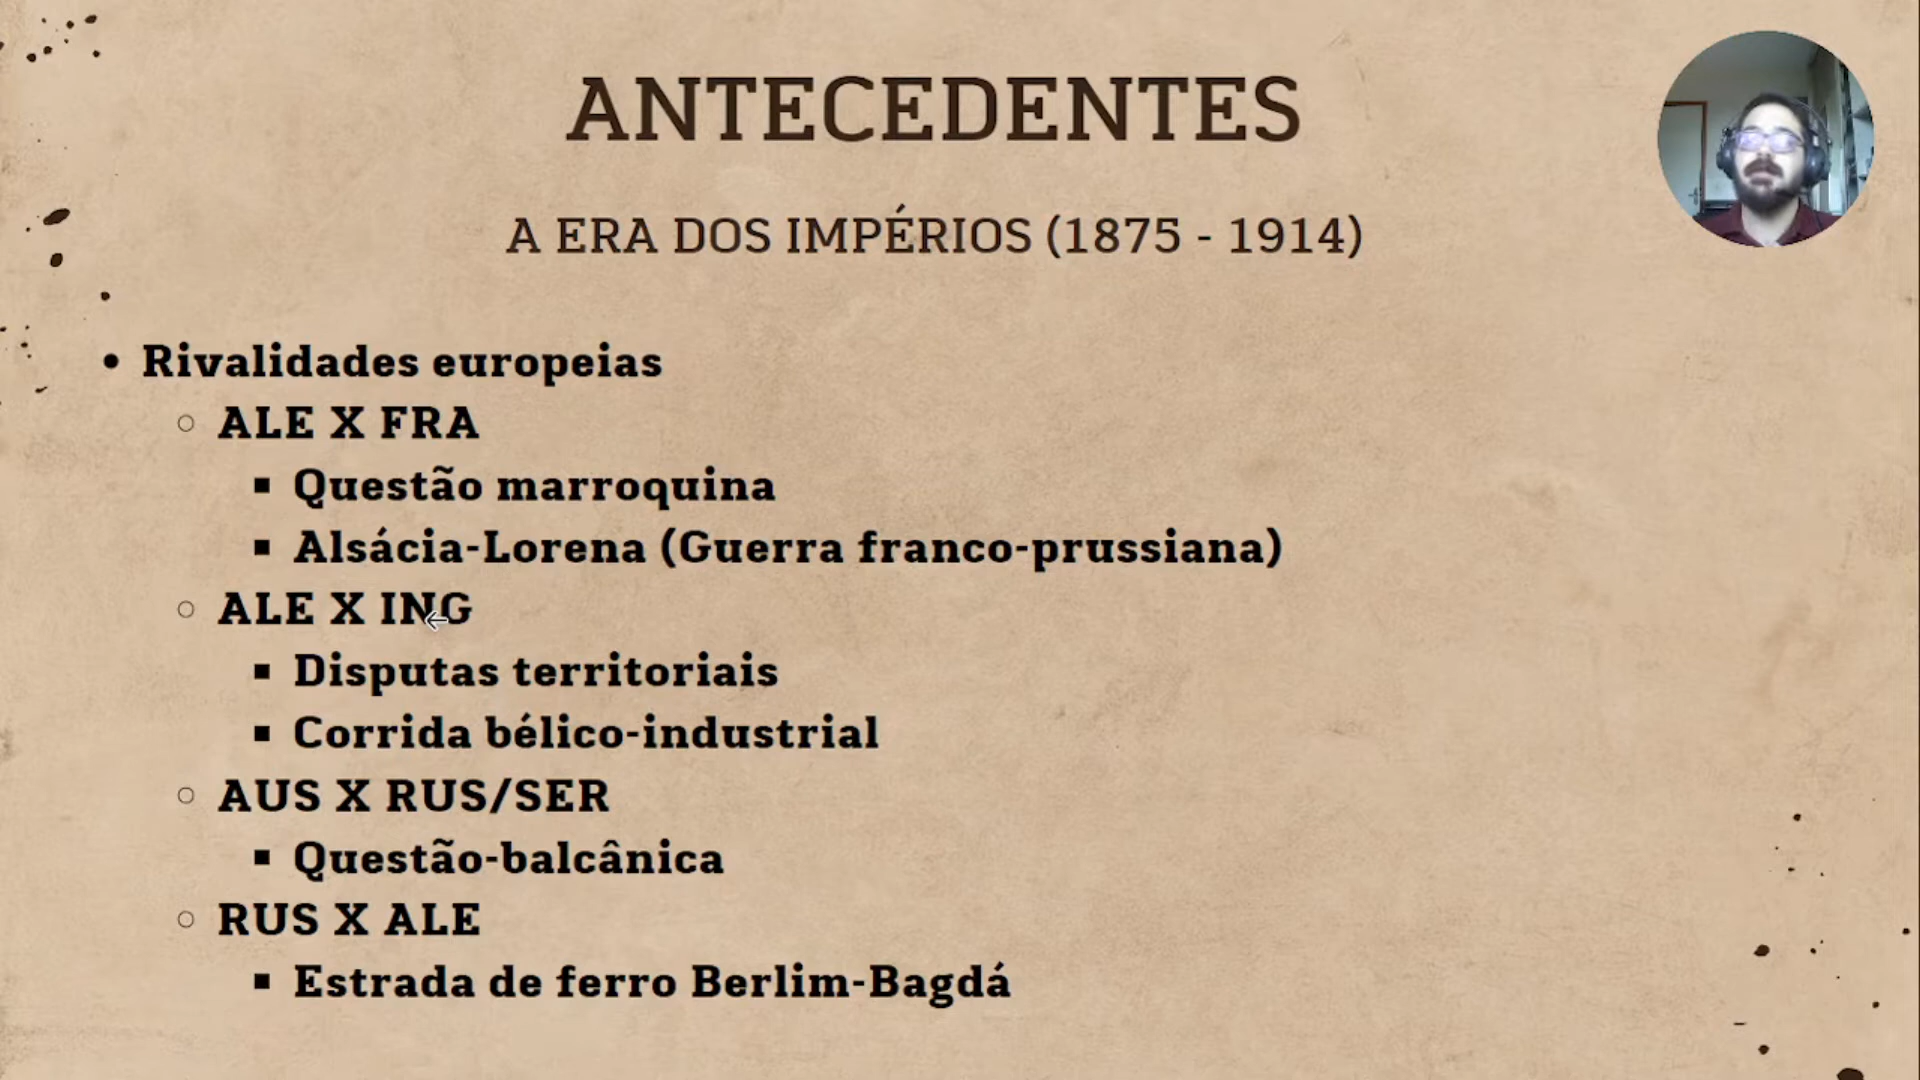 ANTECEDENTES
A ERA DOS IMPÉRIOS (1875 - 1914)
• Rivalidades europeias
○ ALE X FRA
▪ Questão marroquina
▪ Alsácia-Lorena (Guerra franco-prussiana)
○ ALE X ING
▪ Disputas territoriais
▪ Corrida bélico-industrial
○ AUS X RUS/SER
▪ Questão-balcânica
○ RUS X ALE
▪ Estrada de ferro Berlim-Bagdá